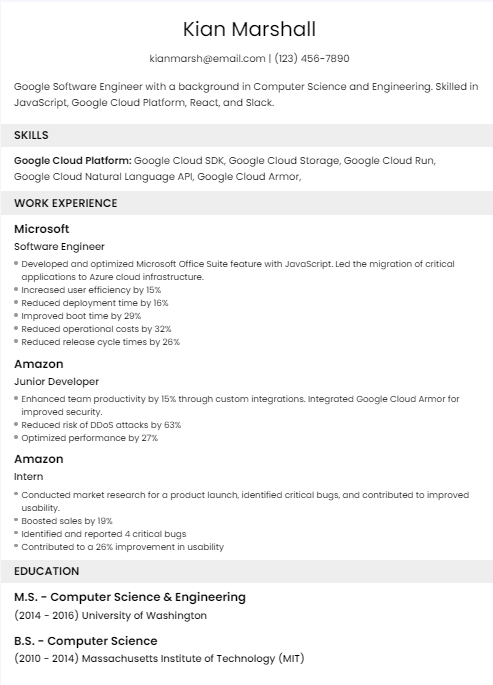 Kian Marshall
kianmarsh@email.com | (123) 456-7890
Google Software Engineer with a background in Computer Science and Engineering. Skilled in
JavaScript, Google Cloud Platform, React, and Slack.
SKILLS
Google Cloud Platform: Google Cloud SDK, Google Cloud Storage, Google Cloud Run,
Google Cloud Natural Language API, Google Cloud Armor,
WORK EXPERIENCE
Microsoft
Software Engineer
• Developed and optimized Microsoft Office Suite feature with JavaScript. Led the migration of critical
applications to Azure cloud infrastructure.
• Increased user efficiency by 15%
• Reduced deployment time by 16%
• Improved boot time by 29%
• Reduced operational costs by 32%
• Reduced release cycle times by 26%
Amazon
Junior Developer
• Enhanced team productivity by 15% through custom integrations. Integrated Google Cloud Armor for
improved security.
• Reduced risk of DDoS attacks by 63%
• Optimized performance by 27%
Amazon
Intern
• Conducted market research for a product launch, identified critical bugs, and contributed to improved
usability.
• Boosted sales by 19%
• Identified and reported 4 critical bugs
• Contributed to a 26% improvement in usability
EDUCATION
M.S. - Computer Science & Engineering
(2014 - 2016) University of Washington
B.S. - Computer Science
(2010 - 2014) Massachusetts Institute of Technology (MIT)